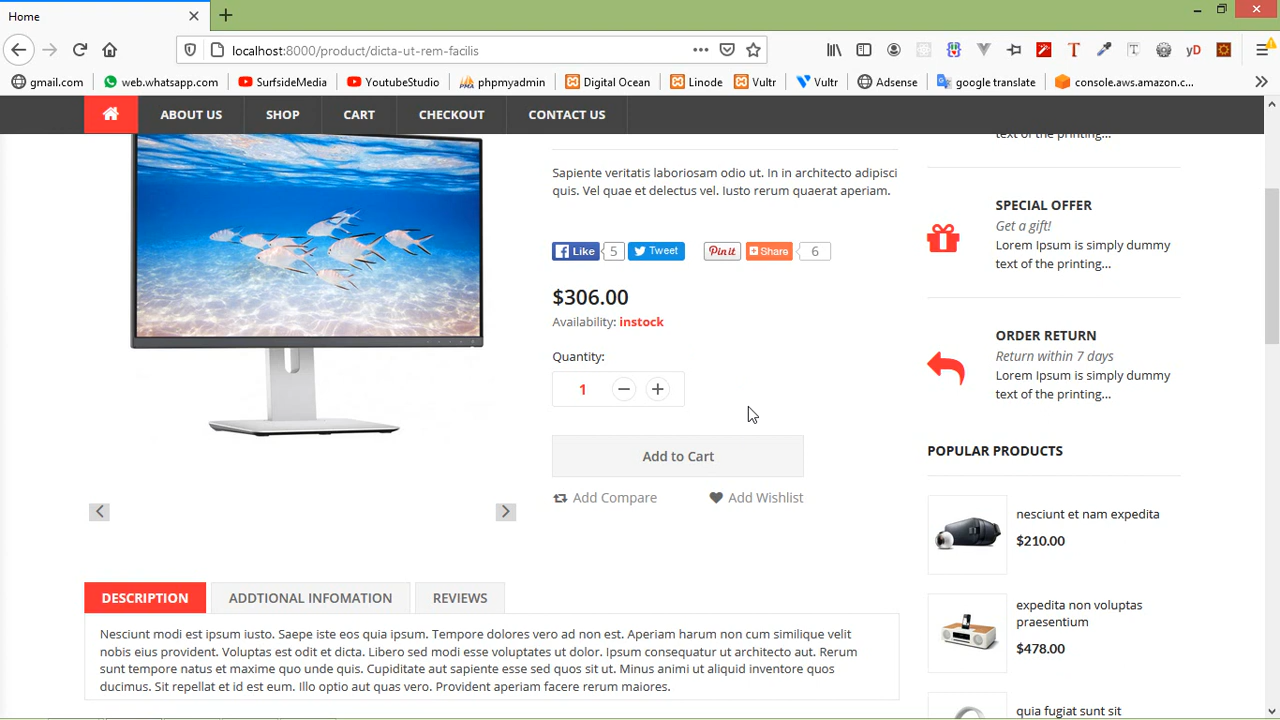 Home
localhost:8000/product/dicta-ut-rem-facilis
gmail.com
web.whatsapp.com
SurfsideMedia
YoutubeStudio
phpmyadmin
Digital Ocean
Linode
Vultr
Vultr
Adsense
google translate
console.aws.amazon.c...
ABOUT US
SHOP
CART
CHECKOUT
CONTACT US
Sapiente veritatis laboriosam odio ut. In in architecto adipisci
quis. Vel quae et delectus vel. Iusto rerum quaerat aperiam.
Like
5
Tweet
Pin it
Share
6
$306.00
Availability: instock
Quantity:
1
Add to Cart
Add Compare
Add Wishlist
DESCRIPTION
ADDTIONAL INFOMATION
REVIEWS
Nesciunt modi est ipsum iusto. Saepe iste eos quia ipsum. Tempore dolores vero ad non est. Aperiam harum non cum similique velit
nobis eius provident. Voluptas est odit et dicta. Libero sed modi esse voluptates ut dolor. Ipsum consequatur ut architecto aut. Rerum
sunt tempore natus et maxime quo unde quis. Cupiditate aut sapiente esse sed quos sit ut. Minus animi ut aliquid inventore quos
ducimus. Sit repellat et id est eum. Illo optio aut quas vero. Provident aperiam facere rerum maiores.
text of the printing...
SPECIAL OFFER
Get a gift!
Lorem Ipsum is simply dummy
text of the printing...
ORDER RETURN
Return within 7 days
Lorem Ipsum is simply dummy
text of the printing...
POPULAR PRODUCTS
nesciunt et nam expedita
$210.00
expedita non voluptas
praesentium
$478.00
quia fugiat sunt sit